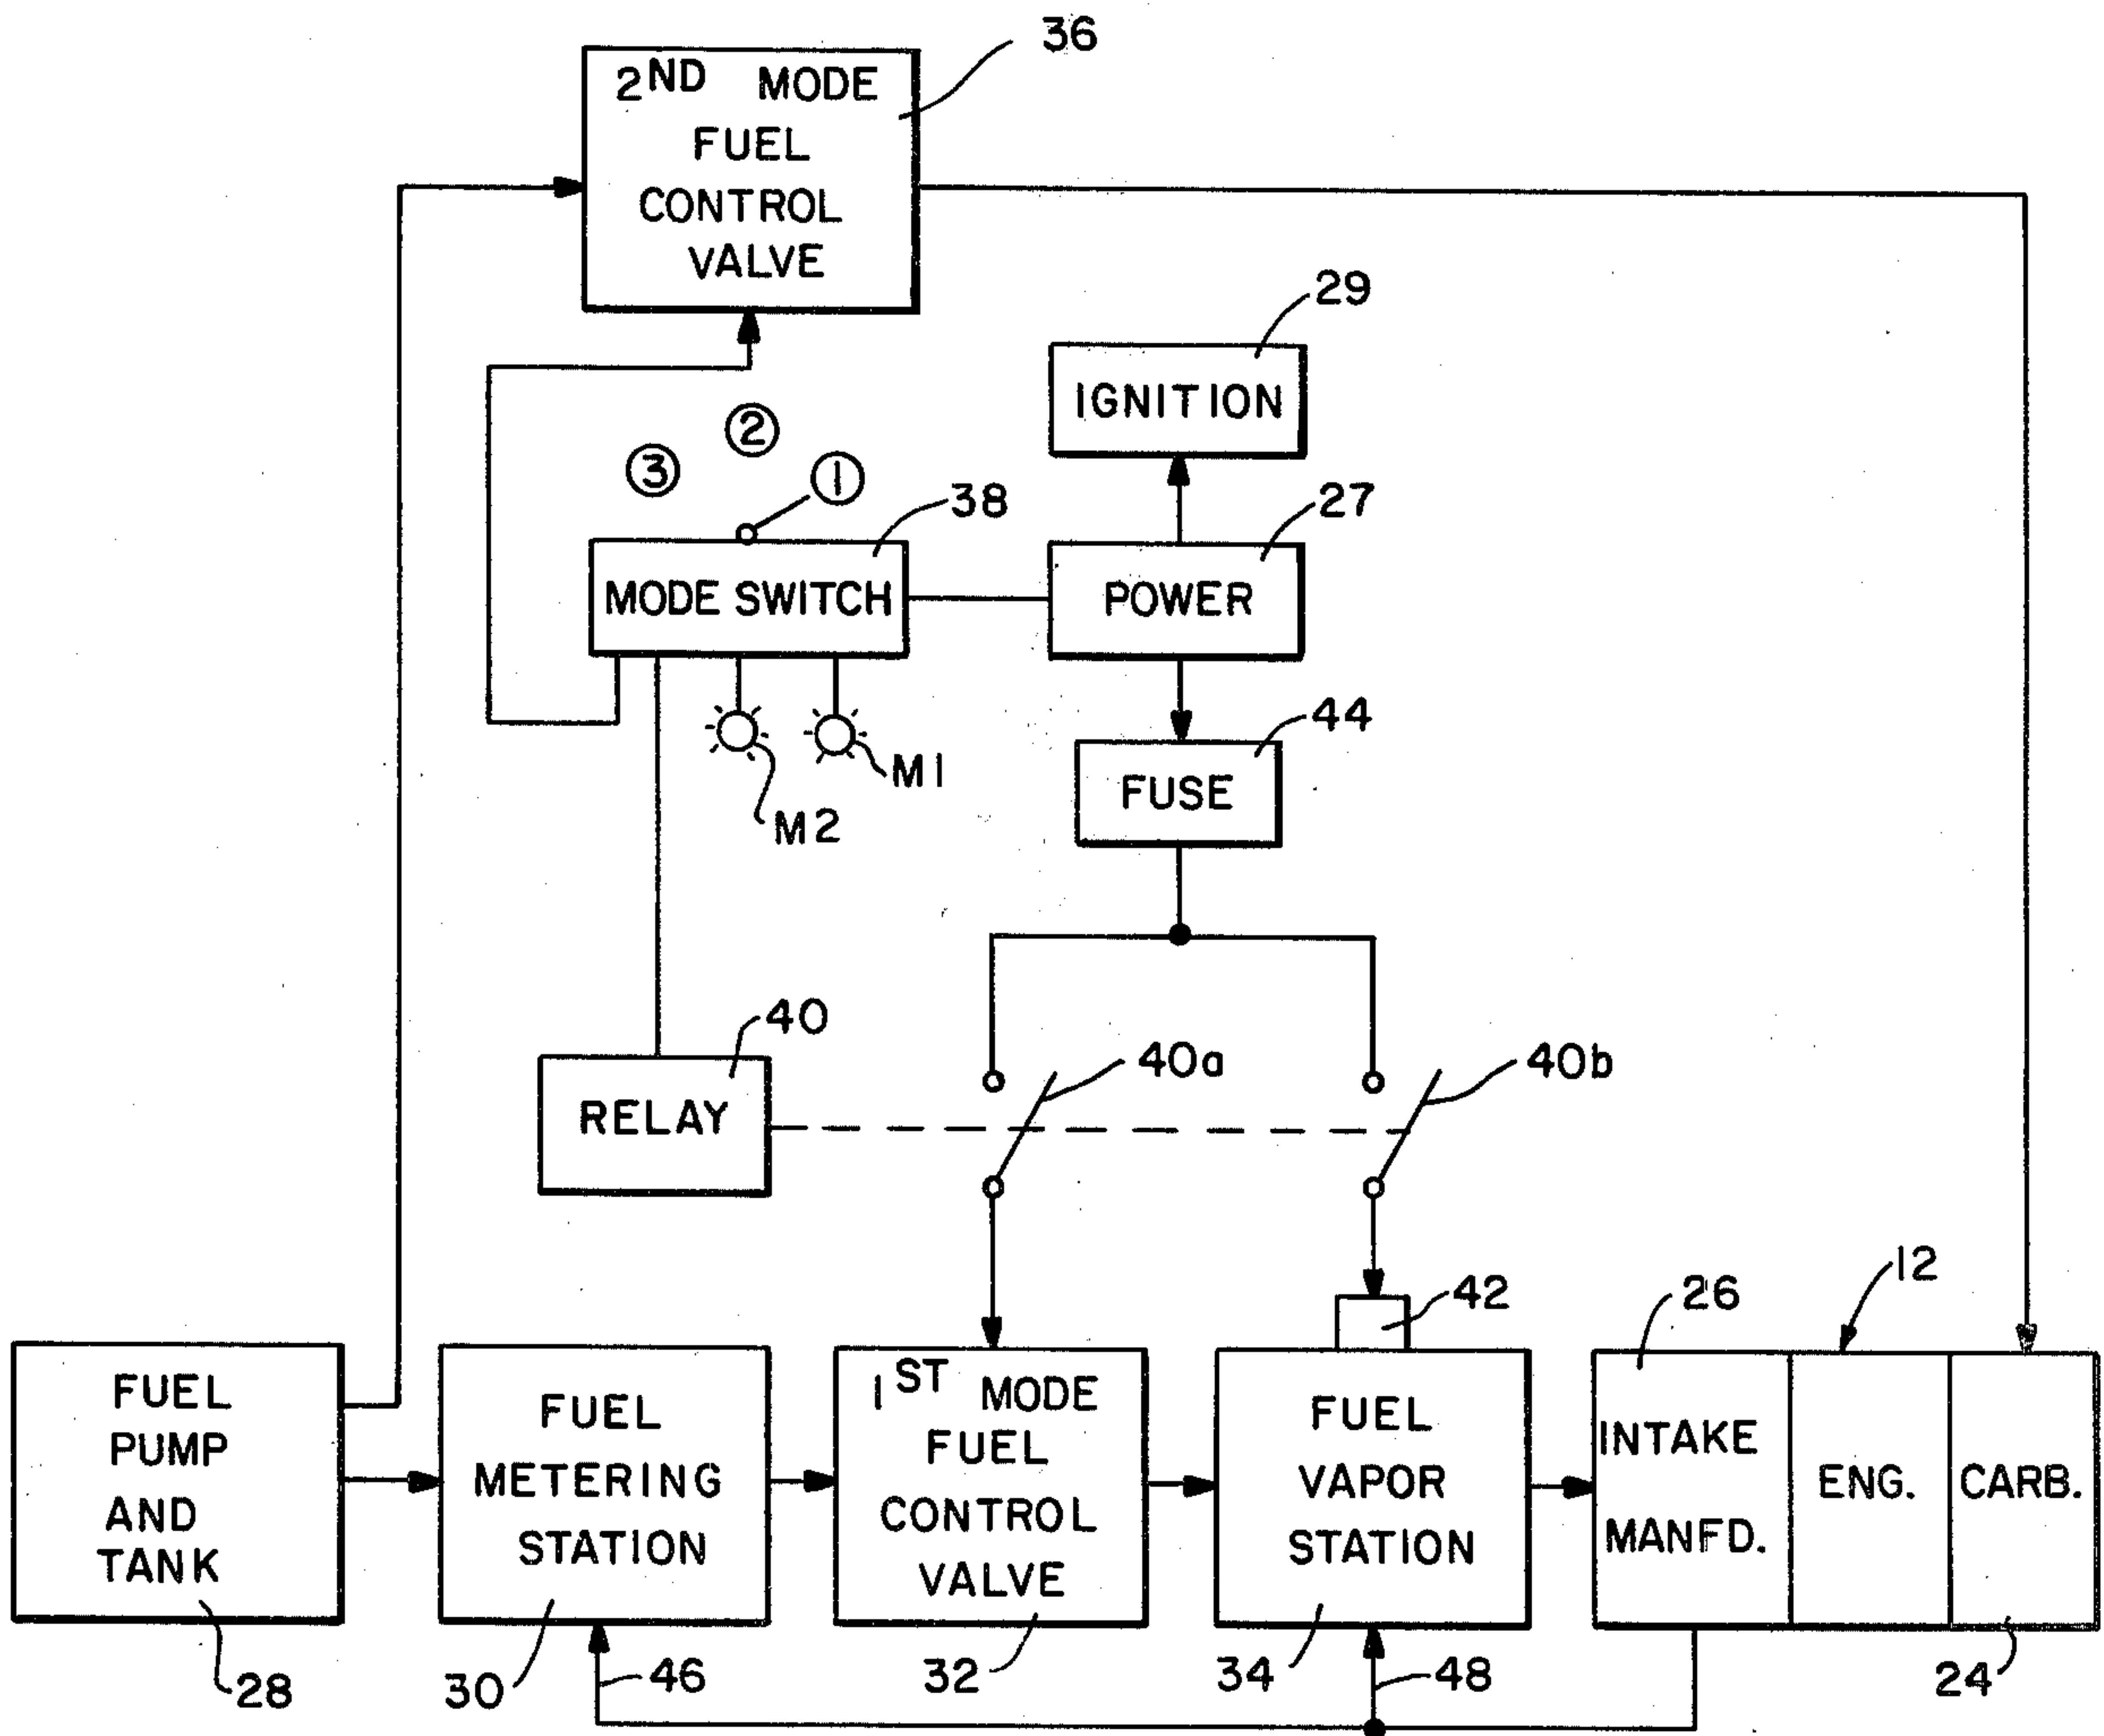 36
2ND MODE
FUEL
CONTROL
VALVE
29
IGNITION
②
③
①
38
27
MODE SWITCH
POWER
44
M1
FUSE
M2
40
40a
40b
RELAY
12
26
42
FUEL
PUMP
AND
TANK
28
FUEL
METERING
STATION
30
46
1ST MODE
FUEL
CONTROL
VALVE
32
FUEL
VAPOR
STATION
34
48
INTAKE
MANFD.
ENG.
CARB.
24